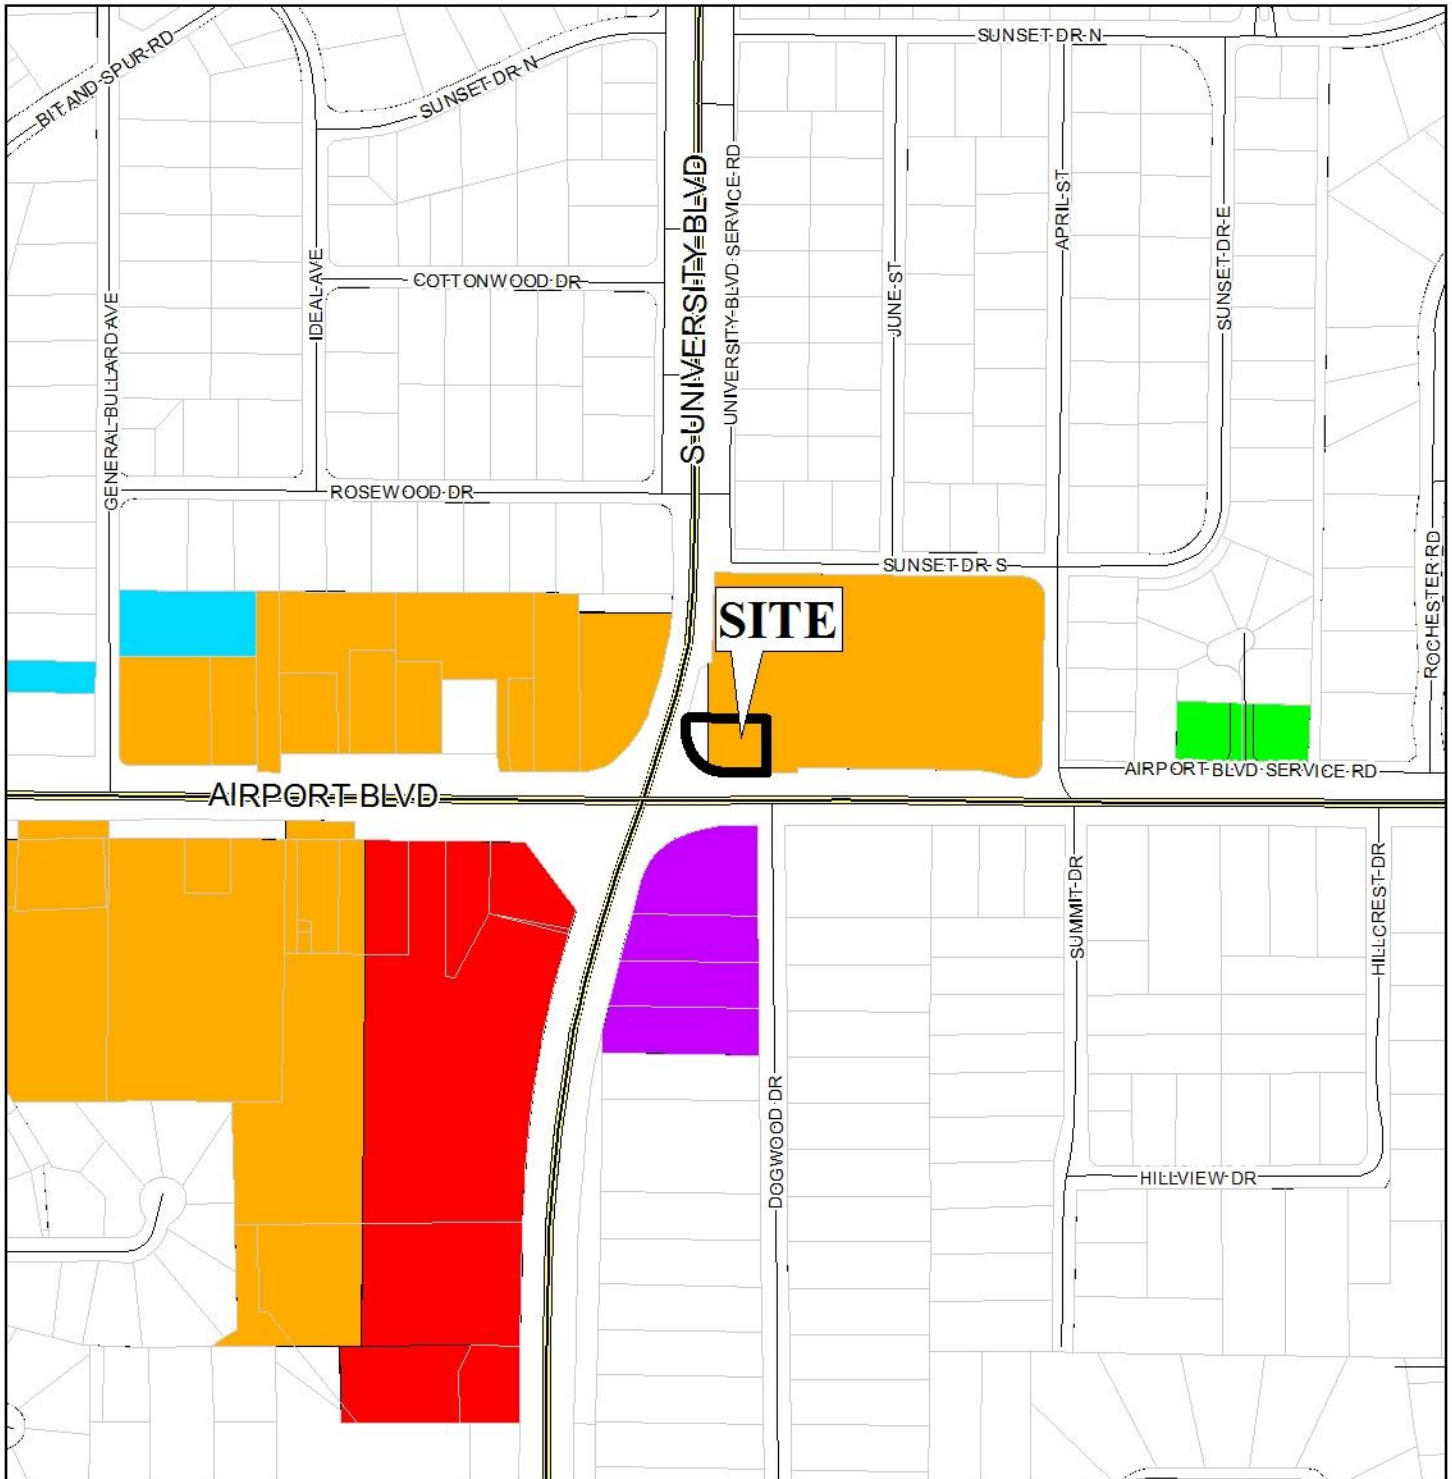 SUNSET DR N
BIT AND SPUR RD
SUNSET DR N
S UNIVERSITY BLVD
UNIVERSITY BLVD SERVICE RD
APRIL ST
SUNSET DR E
JUNE ST
IDEAL AVE
COTTONWOOD DR
GENERAL BULLARD AVE
ROSEWOOD DR
SUNSET DR S
ROCHESTER RD
SITE
AIRPORT BLVD SERVICE RD
AIRPORT BLVD
SUMMIT DR
HILLCREST DR
DOGWOOD DR
HILLVIEW DR